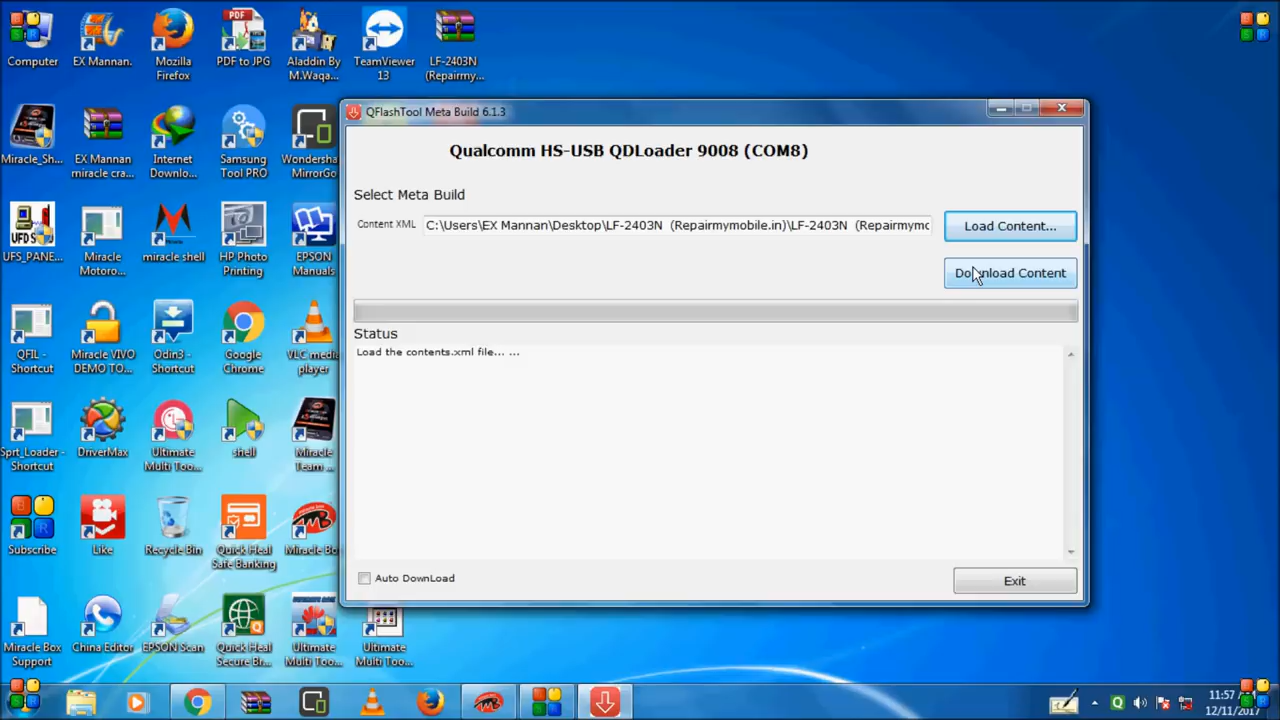 Computer
EX Mannan.
Mozilla
Firefox
PDF to JPG
Aladdin By
M.Waqa...
TeamViewer
13
LF-2403N
(Repairmy...
Miracle_Sh...
EX Mannan
miracle cra...
Internet
Downlo...
Samsung
Tool PRO
Wondersha
MirrorGo
UFS_PANE...
Miracle
Motoro...
miracle shell
HP Photo
Printing
EPSON
Manuals
QFIL -
Shortcut
Miracle VIVO
DEMO TO...
Odin3 -
Shortcut
Google
Chrome
VLC media
player
Sprt_Loader -
Shortcut
DriverMax
Ultimate
Multi Too...
shell
Miracle
Team ...
Subscribe
Like
Recycle Bin
Quick Heal
Safe Banking
Miracle Bo
Miracle Box
Support
China Editor
EPSON Scan
Quick Heal
Secure Br...
Ultimate
Multi Too...
Ultimate
Multi Too...
QFlashTool Meta Build 6.1.3
Qualcomm HS-USB QDLoader 9008 (COM8)
Select Meta Build
Content XML
C:\Users\EX Mannan\Desktop\LF-2403N (Repairmymobile.in)\LF-2403N (Repairmymo
Load Content...
Download Content
Status
Load the contents.xml file... ...
Auto DownLoad
Exit
11:57
12/11/2017